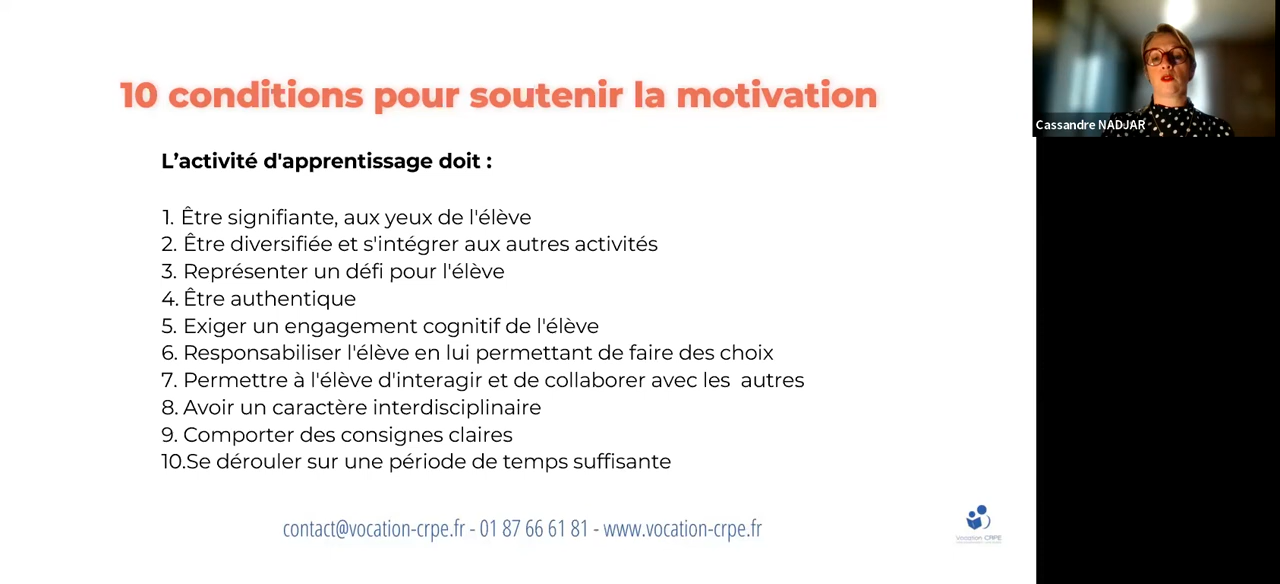 10 conditions pour soutenir la motivation
Cassandre NADJAR
L’activité d'apprentissage doit :
1. Être signifiante, aux yeux de l'élève
2. Être diversifiée et s'intégrer aux autres activités
3. Représenter un défi pour l'élève
4. Être authentique
5. Exiger un engagement cognitif de l'élève
6. Responsabiliser l'élève en lui permettant de faire des choix
7. Permettre à l'élève d'interagir et de collaborer avec les  autres
8. Avoir un caractère interdisciplinaire
9. Comporter des consignes claires
10.Se dérouler sur une période de temps suffisante
contact@vocation-crpe.fr - 01 87 66 61 81 - www.vocation-crpe.fr
Vocation CRPE